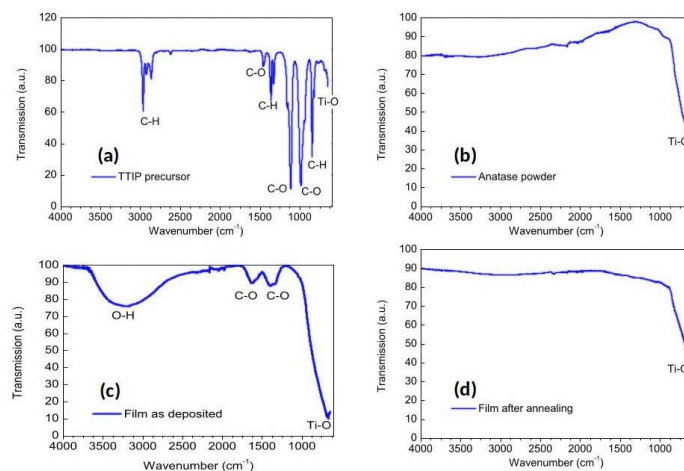 120
100
80
60
40
20
0
Transmission (a.u.)
C-H
C-O
C-H
Ti-O
C-H
C-O
C-O
(a)
TTIP precursor
4000 3500 3000 2500 2000 1500 1000
Wavenumber (cm-1)
100
90
80
70
60
50
40
30
20
10
0
Transmission (a.u.)
Ti-O
(b)
Anatase powder
4000 3500 3000 2500 2000 1500 1000
Wavenumber (cm-1)
100
90
80
70
60
50
40
30
20
10
0
Transmission (a.u.)
O-H
C-O
C-O
(c)
Film as deposited
Ti-O
4000 3500 3000 2500 2000 1500 1000
Wavenumber (cm-1)
100
90
80
70
60
50
40
30
20
10
0
Transmission (a.u.)
Ti-O
(d)
Film after annealing
4000 3500 3000 2500 2000 1500 1000
Wavenumber (cm-1)